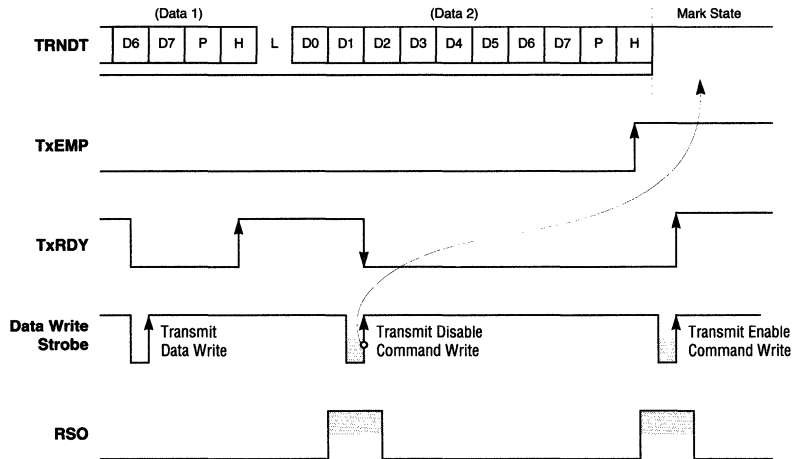 (Data 1) (Data 2) Mark State
TRNDT D6 D7 P H L D0 D1 D2 D3 D4 D5 D6 D7 P H
TxEMP
TxRDY
Data Write
Strobe
Transmit
Data Write
Transmit Disable
Command Write
Transmit Enable
Command Write
RSO